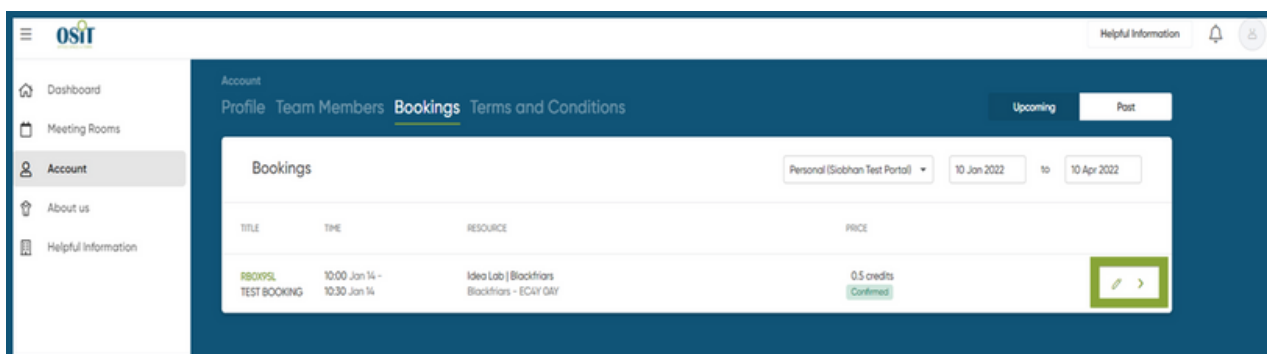 OSiT
Helpful Information
Dashboard
Meeting Rooms
Account
About us
Helpful Information
Account
Profile Team Members Bookings Terms and Conditions
Upcoming Past
Bookings
Personal (Siobhan Test Portal) 10 Jan 2022 to 10 Apr 2022
TITLE TIME RESOURCE PRICE
10:00 Jan 14 - Idea Lab | Blackfriars 0.5 credits
TEST BOOKING 10:30 Jan 14 Blackfriars - EC4Y 0AY Confirmed